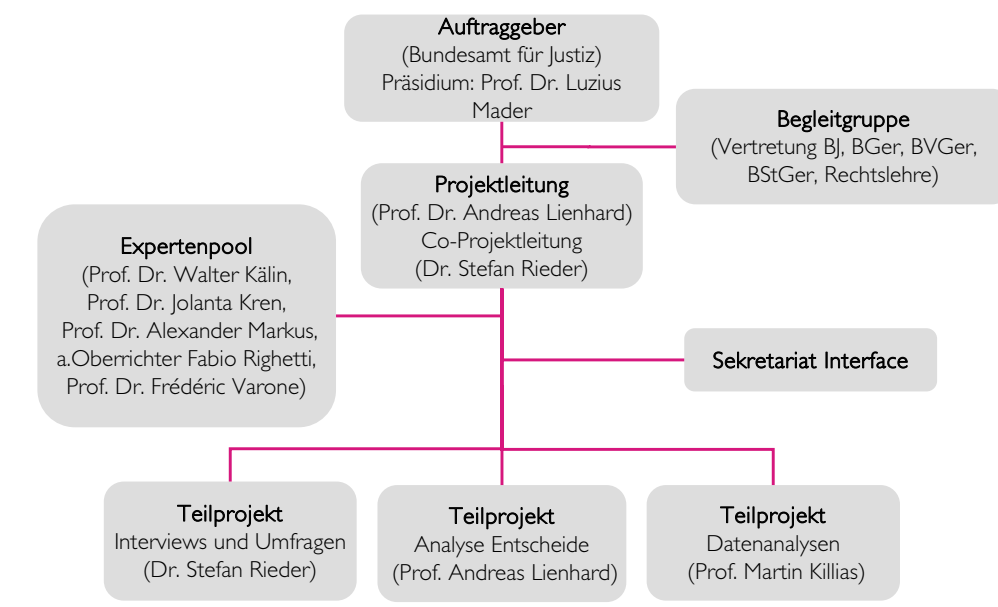 Auftraggeber
(Bundesamt für Justiz)
Präsidium: Prof. Dr. Luzius
Mader
Begleitgruppe
(Vertretung BJ, BGer, BVGer,
BStGer, Rechtslehre)
Projektleitung
(Prof. Dr. Andreas Lienhard)
Co-Projektleitung
(Dr. Stefan Rieder)
Expertenpool
(Prof. Dr. Walter Kälin,
Prof. Dr. Jolanta Kren,
Prof. Dr. Alexander Markus,
a.Oberrichter Fabio Righetti,
Prof. Dr. Frédéric Varone)
Sekretariat Interface
Teilprojekt
Interviews und Umfragen
(Dr. Stefan Rieder)
Teilprojekt
Analyse Entscheide
(Prof. Andreas Lienhard)
Teilprojekt
Datenanalysen
(Prof. Martin Killias)